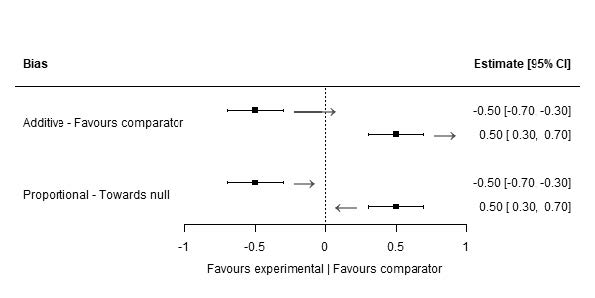 Bias Estimate [95% CI]
-0.50 [-0.70 -0.30]
Additive - Favours comparator
0.50 [ 0.30, 0.70]
-0.50 [-0.70 -0.30]
Proportional - Towards null
0.50 [ 0.30, 0.70]
-1 -0.5 0 0.5 1
Favours experimental | Favours comparator